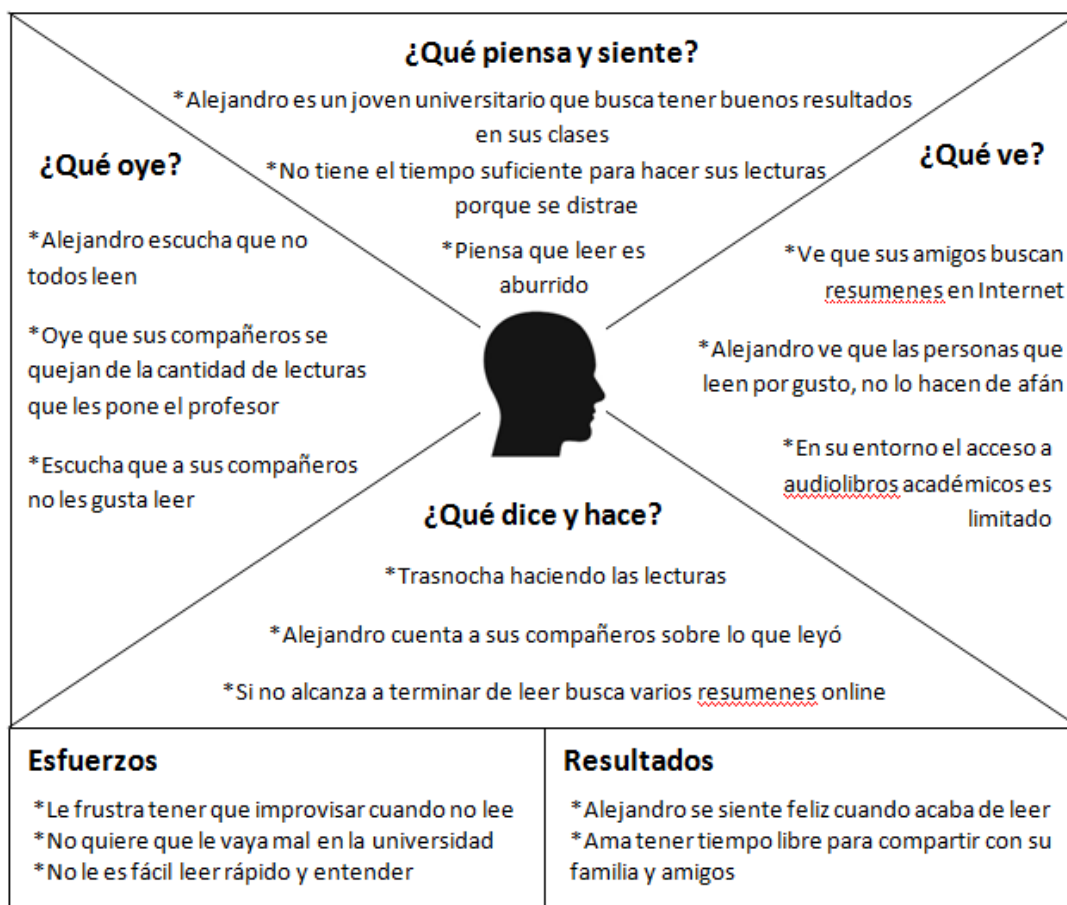 ¿Qué piensa y siente?
*Alejandro es un joven universitario que busca tener buenos resultados
en sus clases
*No tiene el tiempo suficiente para hacer sus lecturas
porque se distrae
*Piensa que leer es
aburrido
¿Qué oye?
*Alejandro escucha que no
todos leen
*Oye que sus compañeros se
quejan de la cantidad de lecturas
que les pone el profesor
*Escucha que a sus compañeros
no les gusta leer
¿Qué ve?
*Ve que sus amigos buscan
resumenes en Internet
*Alejandro ve que las personas que
leen por gusto, no lo hacen de afán
*En su entorno el acceso a
audiolibros académicos es
limitado
¿Qué dice y hace?
*Trasnocha haciendo las lecturas
*Alejandro cuenta a sus compañeros sobre lo que leyó
*Si no alcanza a terminar de leer busca varios resumenes online
Esfuerzos
*Le frustra tener que improvisar cuando no lee
*No quiere que le vaya mal en la universidad
*No le es fácil leer rápido y entender
Resultados
*Alejandro se siente feliz cuando acaba de leer
*Ama tener tiempo libre para compartir con su
familia y amigos